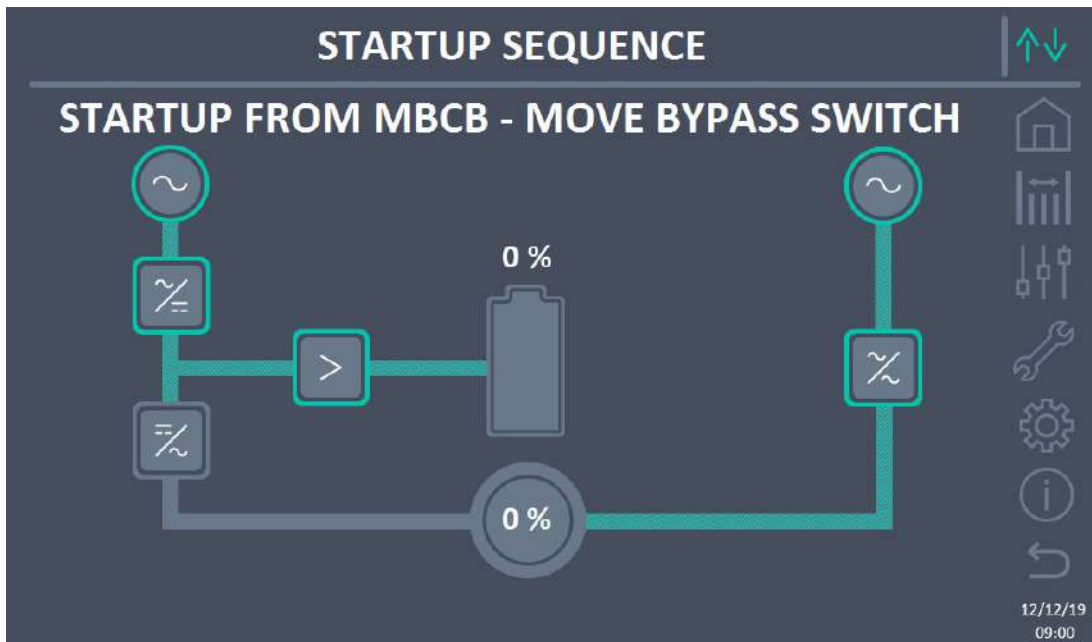 STARTUP SEQUENCE
STARTUP FROM MBCB - MOVE BYPASS SWITCH
0 %
0 %
12/12/19
09:00